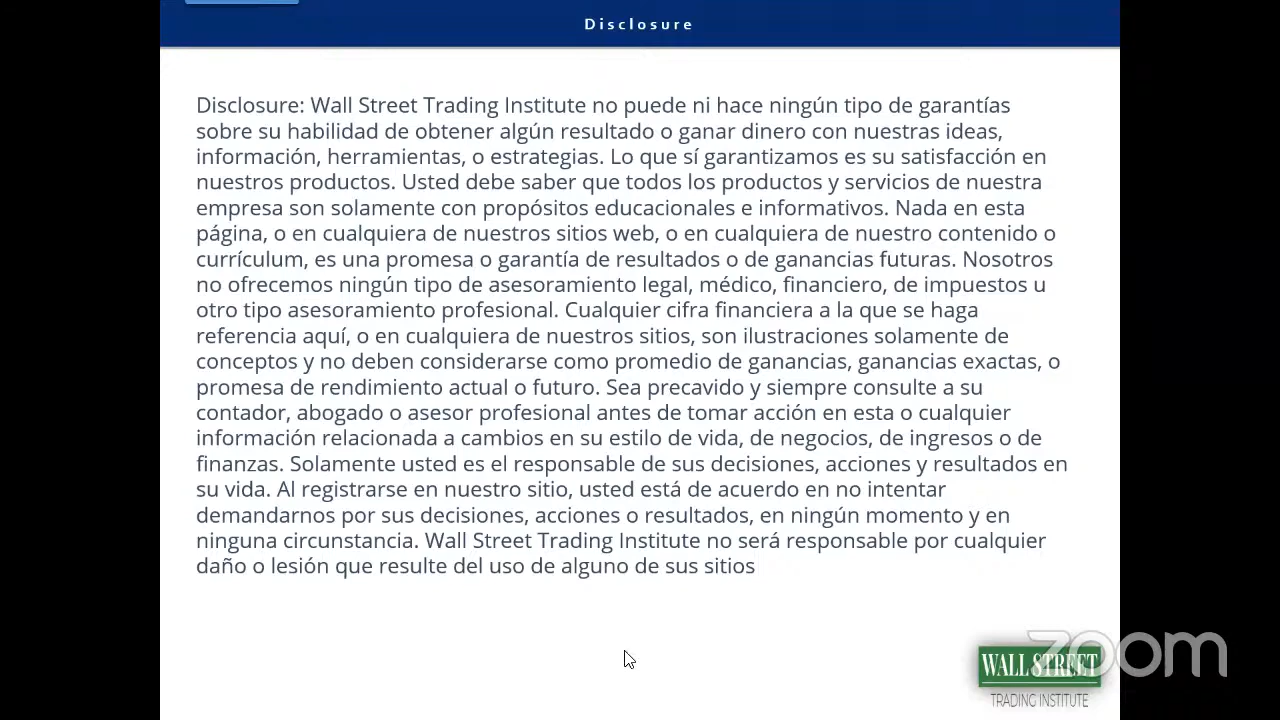 Disclosure
Disclosure: Wall Street Trading Institute no puede ni hace ningún tipo de garantías
sobre su habilidad de obtener algún resultado o ganar dinero con nuestras ideas,
información, herramientas, o estrategias. Lo que sí garantizamos es su satisfacción en
nuestros productos. Usted debe saber que todos los productos y servicios de nuestra
empresa son solamente con propósitos educacionales e informativos. Nada en esta
página, o en cualquiera de nuestros sitios web, o en cualquiera de nuestro contenido o
currículum, es una promesa o garantía de resultados o de ganancias futuras. Nosotros
no ofrecemos ningún tipo de asesoramiento legal, médico, financiero, de impuestos u
otro tipo asesoramiento profesional. Cualquier cifra financiera a la que se haga
referencia aquí, o en cualquiera de nuestros sitios, son ilustraciones solamente de
conceptos y no deben considerarse como promedio de ganancias, ganancias exactas, o
promesa de rendimiento actual o futuro. Sea precavido y siempre consulte a su
contador, abogado o asesor profesional antes de tomar acción en esta o cualquier
información relacionada a cambios en su estilo de vida, de negocios, de ingresos o de
finanzas. Solamente usted es el responsable de sus decisiones, acciones y resultados en
su vida. Al registrarse en nuestro sitio, usted está de acuerdo en no intentar
demandarnos por sus decisiones, acciones o resultados, en ningún momento y en
ninguna circunstancia. Wall Street Trading Institute no será responsable por cualquier
daño o lesión que resulte del uso de alguno de sus sitios
zoom
WALL STREET
TRADING INSTITUTE